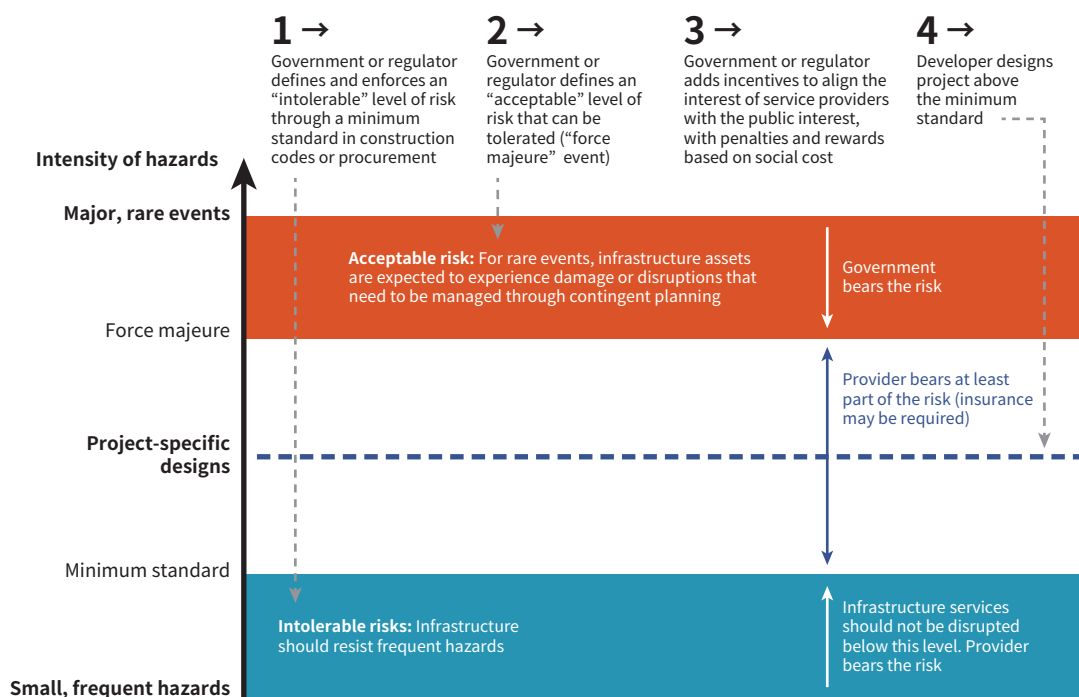 1 →
Government or regulator
defines and enforces an
“intolerable” level of risk
through a minimum
standard in construction
codes or procurement
2 →
Government or
regulator defines an
“acceptable” level of
risk that can be
tolerated (“force
majeure” event)
3 →
Government or regulator
adds incentives to align the
interest of service providers
with the public interest,
with penalties and rewards
based on social cost
4 →
Developer designs
project above
the minimum
standard
Intensity of hazards
Major, rare events
Acceptable risk: For rare events, infrastructure assets
are expected to experience damage or disruptions that
need to be managed through contingent planning
Government
bears the risk
Force majeure
Provider bears at least
part of the risk (insurance
may be required)
Project-specific
designs
Minimum standard
Intolerable risks: Infrastructure
should resist frequent hazards
Infrastructure services
should not be disrupted
below this level. Provider
bears the risk
Small, frequent hazards